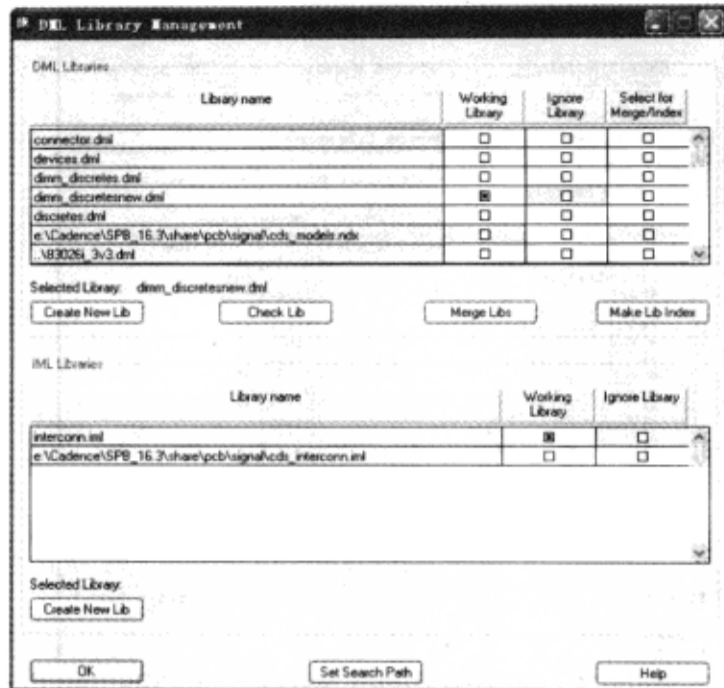 DML Library Management
DML Libraries
Library name Working Library Ignore Library Select for Merge/Index
connector.dml
devices.dml
dimm_discretes.dml
dimm_discretesnew.dml
discretes.dml
e:\Cadence\SPB_16.3\share\pcb\signal\cds_models.ndx
..\83026i_3v3.dml
Selected Library: dimm_discretesnew.dml
Create New Lib Check Lib Merge Libs Make Lib Index
IML Libraries
Library name Working Library Ignore Library
interconn.iml
e:\Cadence\SPB_16.3\share\pcb\signal\cds_interconn.iml
Selected Library:
Create New Lib
OK Set Search Path Help